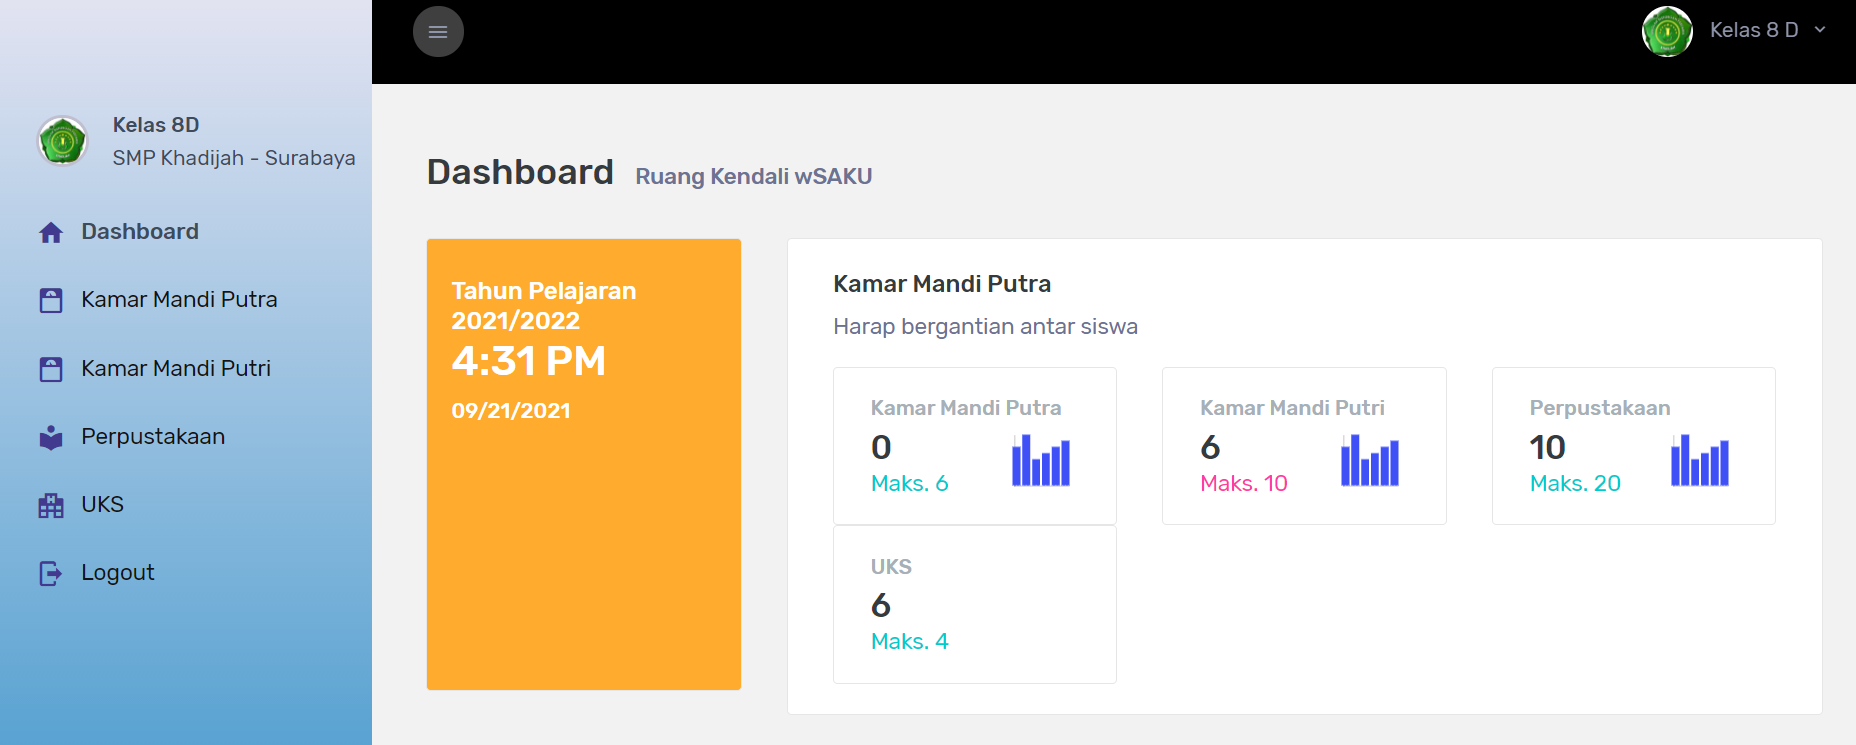 Kelas 8 D
Kelas 8D
SMP Khadijah - Surabaya
Dashboard
Kamar Mandi Putra
Kamar Mandi Putri
Perpustakaan
UKS
Logout
Dashboard Ruang Kendali wSAKU
Tahun Pelajaran
2021/2022
4:31 PM
09/21/2021
Kamar Mandi Putra
Harap bergantian antar siswa
Kamar Mandi Putra
0
Maks. 6
Kamar Mandi Putri
6
Maks. 10
Perpustakaan
10
Maks. 20
UKS
6
Maks. 4